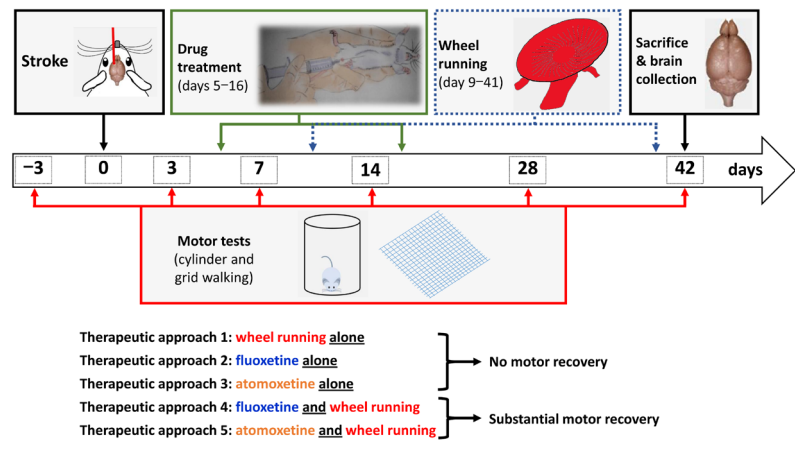 Stroke
Drug
treatment
(days 5–16)
Wheel
running
(day 9–41)
Sacrifice
& brain
collection
–3 0 3 7 14 28 42 days
Motor tests
(cylinder and
grid walking)
Therapeutic approach 1: wheel running alone
Therapeutic approach 2: fluoxetine alone
Therapeutic approach 3: atomoxetine alone
No motor recovery
Therapeutic approach 4: fluoxetine and wheel running
Therapeutic approach 5: atomoxetine and wheel running
Substantial motor recovery